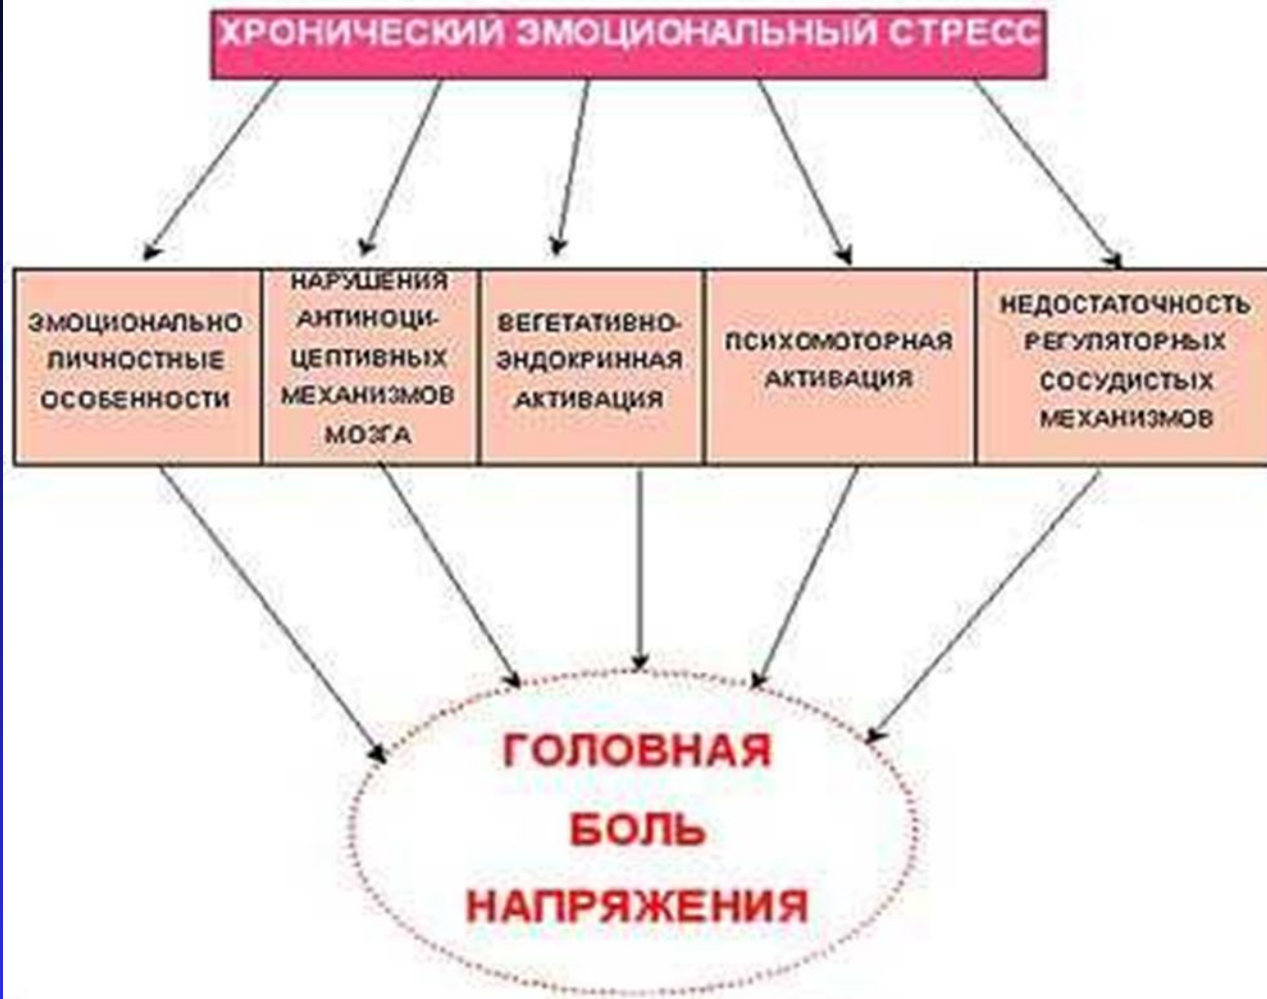 ХРОНИЧЕСКИЙ ЭМОЦИОНАЛЬНЫЙ СТРЕСС
ЭМОЦИОНАЛЬНО
ЛИЧНОСТНЫЕ
ОСОБЕННОСТИ
НАРУШЕНИЯ
АНТИНОЦИ-
ЦЕПТИВНЫХ
МЕХАНИЗМОВ
МОЗГА
ВЕГЕТАТИВНО-
ЭНДОКРИННАЯ
АКТИВАЦИЯ
ПСИХОМОТОРНАЯ
АКТИВАЦИЯ
НЕДОСТАТОЧНОСТЬ
РЕГУЛЯТОРНЫХ
СОСУДИСТЫХ
МЕХАНИЗМОВ
ГОЛОВНАЯ
БОЛЬ
НАПРЯЖЕНИЯ